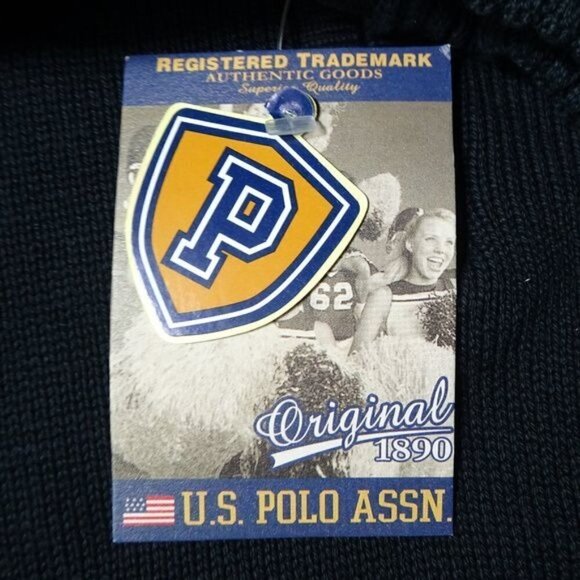 REGISTERED TRADEMARK
AUTHENTIC GOODS
Superior Quality
P
62
Original
1890
U.S. POLO ASSN.